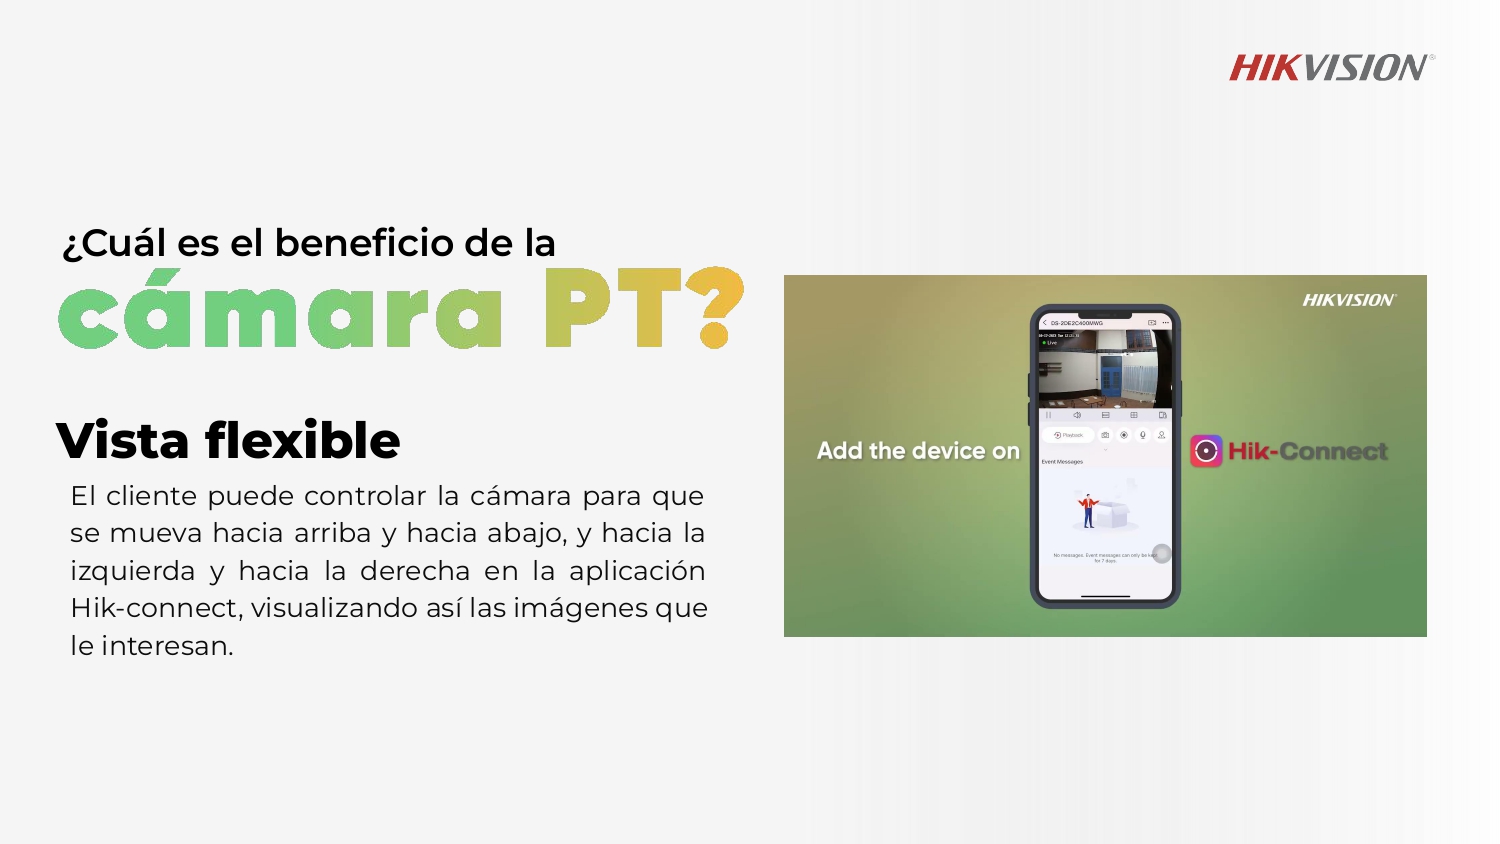 HIKVISION®
¿Cuál es el beneficio de la
cámara PT?
Vista flexible
El cliente puede controlar la cámara para que
se mueva hacia arriba y hacia abajo, y hacia la
izquierda y hacia la derecha en la aplicación
Hik-connect, visualizando así las imágenes que
le interesan.
HIKVISION
DS-2DE2C400MWG
Live
Add the device on
Hik-Connect
Playback
Event Messages
No messages. Event messages can only be kept
for 7 days.